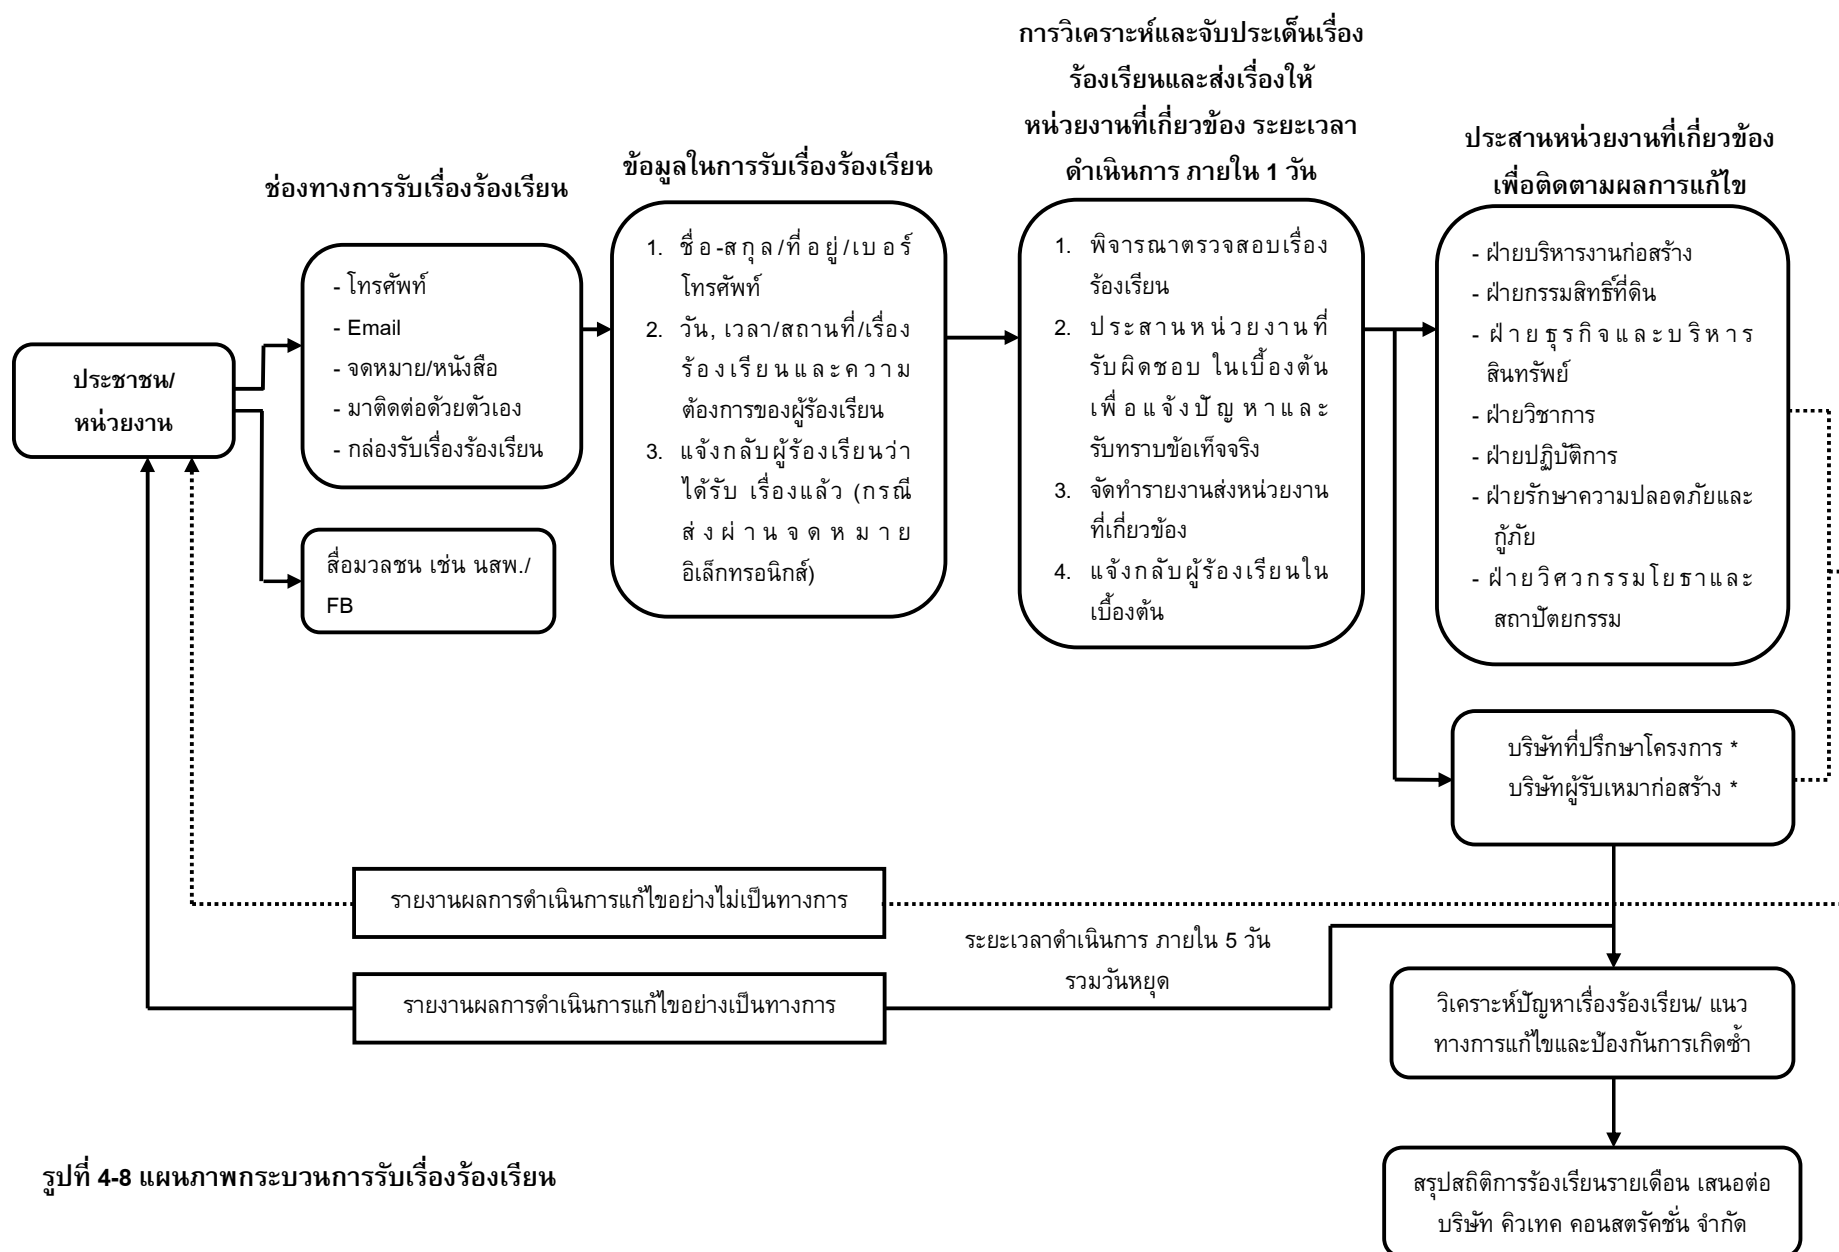 การวิเคราะห์และจับประเด็นเรื่อง
ร้องเรียนและส่งเรื่องให้
หน่วยงานที่เกี่ยวข้อง ระยะเวลา
ดำเนินการ ภายใน 1 วัน
ประสานหน่วยงานที่เกี่ยวข้อง
เพื่อติดตามผลการแก้ไข
ข้อมูลในการรับเรื่องร้องเรียน
ช่องทางการรับเรื่องร้องเรียน
ประชาชน/
หน่วยงาน
- โทรศัพท์
- Email
- จดหมาย/หนังสือ
- มาติดต่อด้วยตัวเอง
- กล่องรับเรื่องร้องเรียน
สื่อมวลชน เช่น นสพ./
FB
1. ชื่อ-สกุล/ที่อยู่/เบอร์
โทรศัพท์
2. วัน, เวลา/สถานที่/เรื่อง
ร้องเรียนและความ
ต้องการของผู้ร้องเรียน
3. แจ้งกลับผู้ร้องเรียนว่า
ได้รับ เรื่องแล้ว (กรณี
ส่งผ่านจดหมาย
อิเล็กทรอนิกส์)
1. พิจารณาตรวจสอบเรื่อง
ร้องเรียน
2. ประสานหน่วยงานที่
รับผิดชอบ ในเบื้องต้น
เพื่อแจ้งปัญหาและ
รับทราบข้อเท็จจริง
3. จัดทำรายงานส่งหน่วยงาน
ที่เกี่ยวข้อง
4. แจ้งกลับผู้ร้องเรียนใน
เบื้องต้น
- ฝ่ายบริหารงานก่อสร้าง
- ฝ่ายกรรมสิทธิ์ที่ดิน
- ฝ่ายธุรกิจและบริหาร
สินทรัพย์
- ฝ่ายวิชาการ
- ฝ่ายปฏิบัติการ
- ฝ่ายรักษาความปลอดภัยและ
กู้ภัย
- ฝ่ายวิศวกรรมโยธาและ
สถาปัตยกรรม
บริษัทที่ปรึกษาโครงการ *
บริษัทผู้รับเหมาก่อสร้าง *
รายงานผลการดำเนินการแก้ไขอย่างไม่เป็นทางการ
ระยะเวลาดำเนินการ ภายใน 5 วัน
รวมวันหยุด
รายงานผลการดำเนินการแก้ไขอย่างเป็นทางการ
วิเคราะห์ปัญหาเรื่องร้องเรียน/ แนว
ทางการแก้ไขและป้องกันการเกิดซ้ำ
สรุปสถิติการร้องเรียนรายเดือน เสนอต่อ
บริษัท คิวเทค คอนสตรัคชั่น จำกัด
รูปที่ 4-8 แผนภาพกระบวนการรับเรื่องร้องเรียน